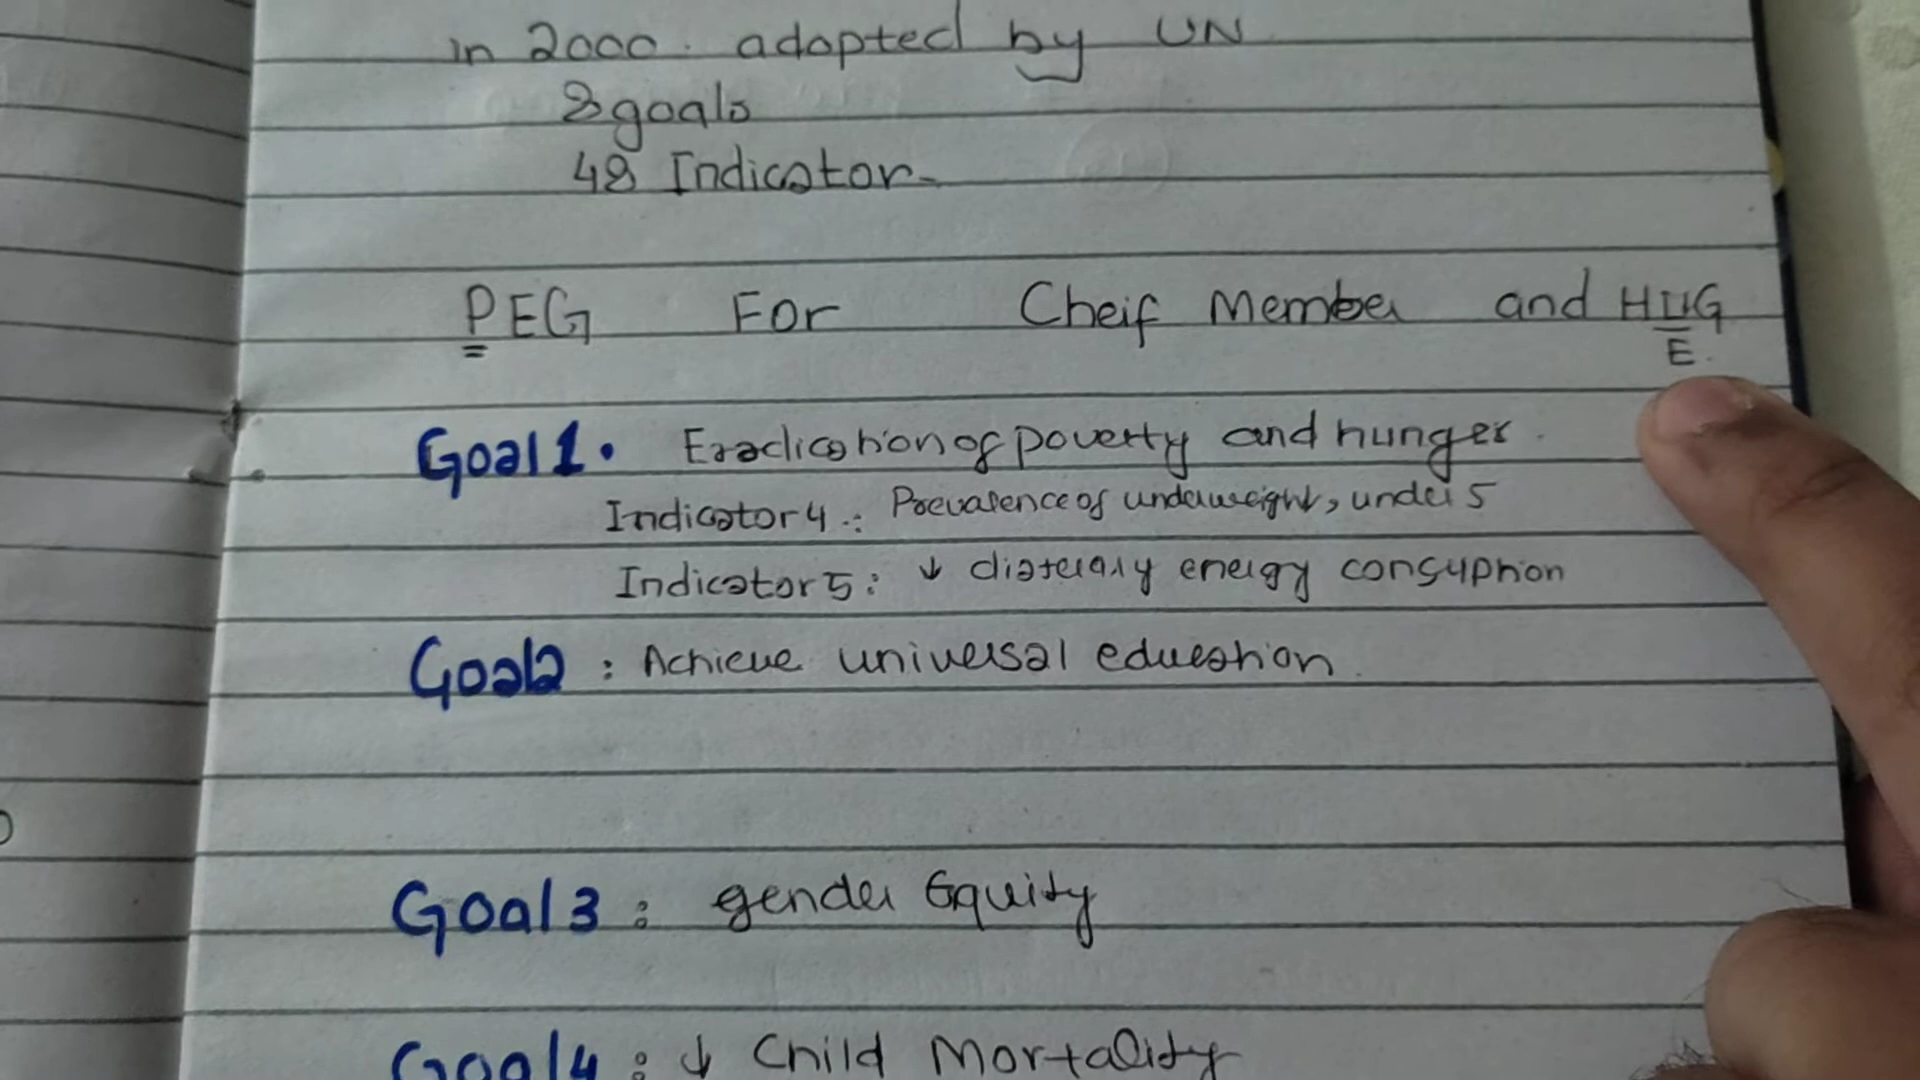 in 2000. adopted by UN
8 goals
48 Indicator-
PEG For Cheif Member and HUG
E.
Goal 1. Eradication of poverty and hunger.
Indicator 4 : Prevalence of underweight, under 5
Indicator 5 : ↓ diaterary energy consuption
Goal 2 : Achieve universal education.
Goal 3 : gender Equity
Goal 4 : ↓ Child Mortality